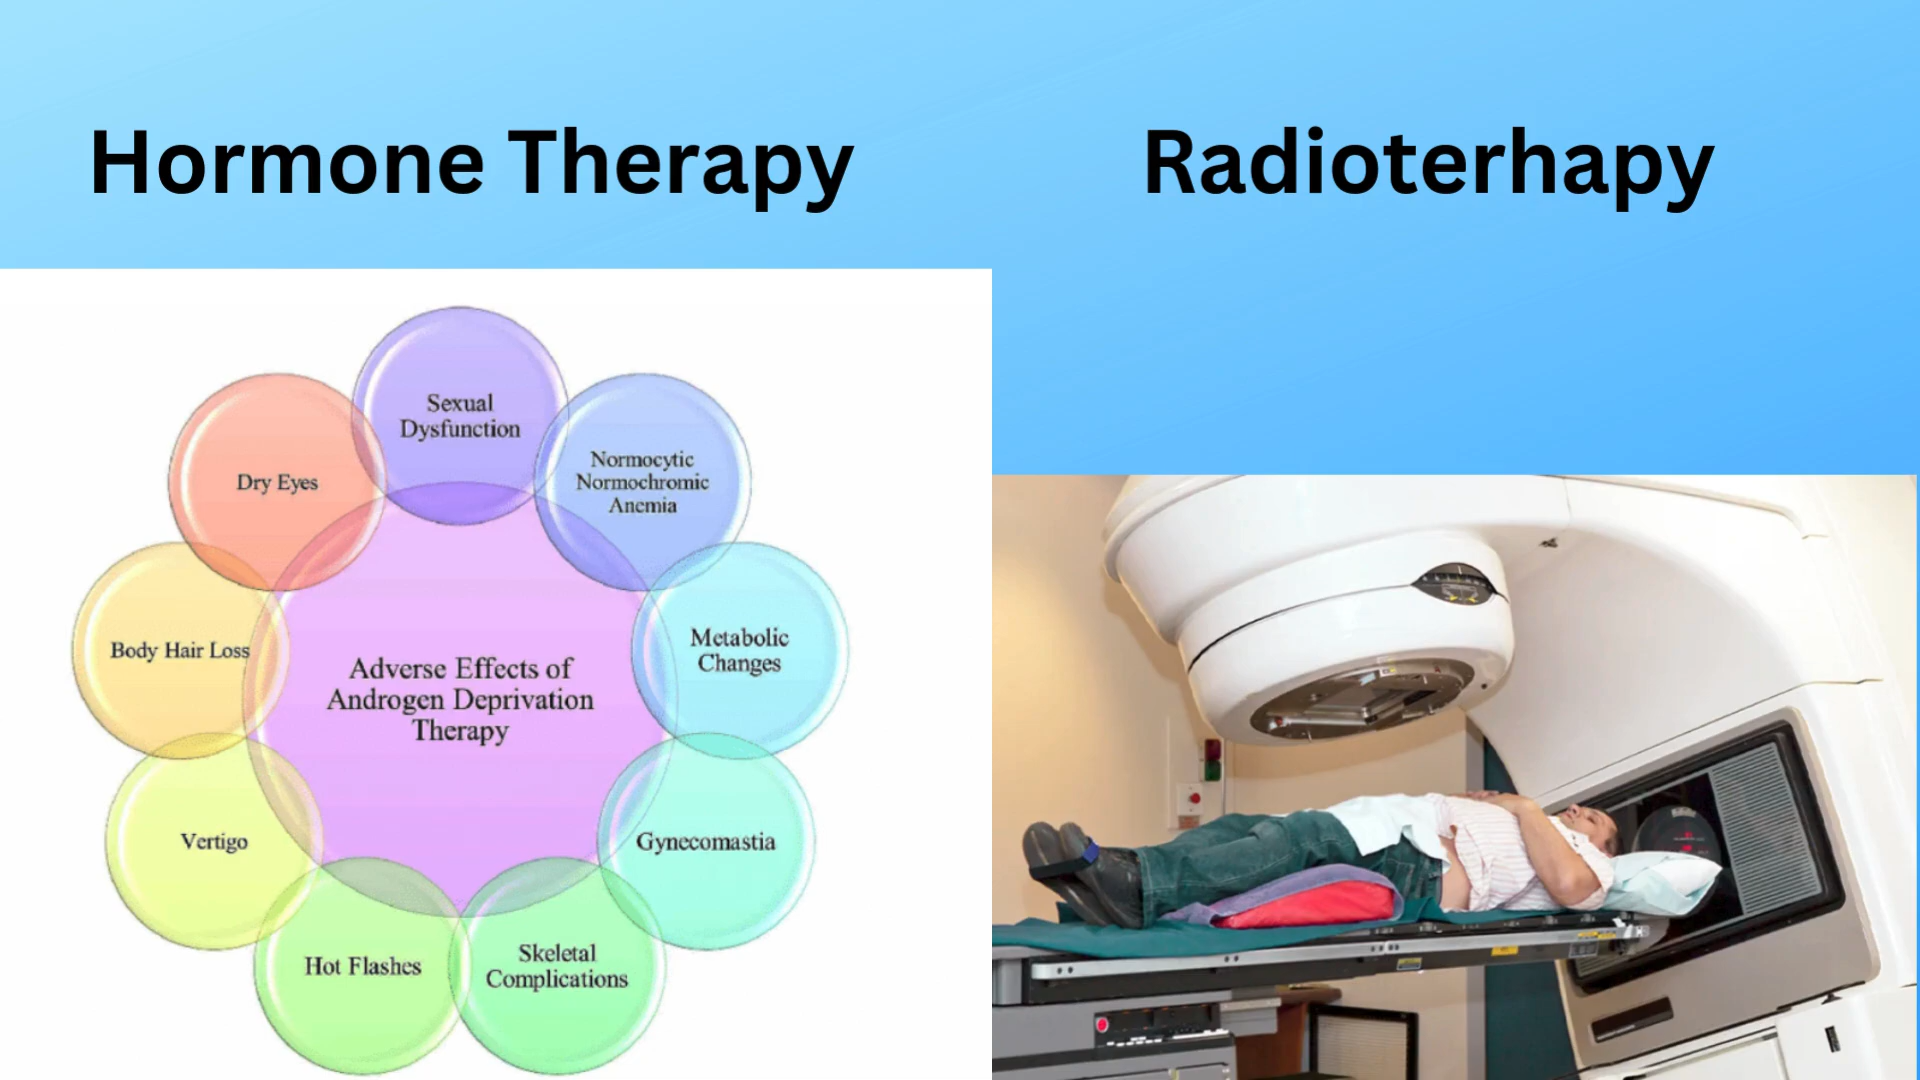 Hormone Therapy
Radioterhapy
Sexual
Dysfunction
Normocytic
Normochromic
Anemia
Dry Eyes
Metabolic
Changes
Body Hair Loss
Adverse Effects of
Androgen Deprivation
Therapy
Vertigo
Gynecomastia
Hot Flashes
Skeletal
Complications